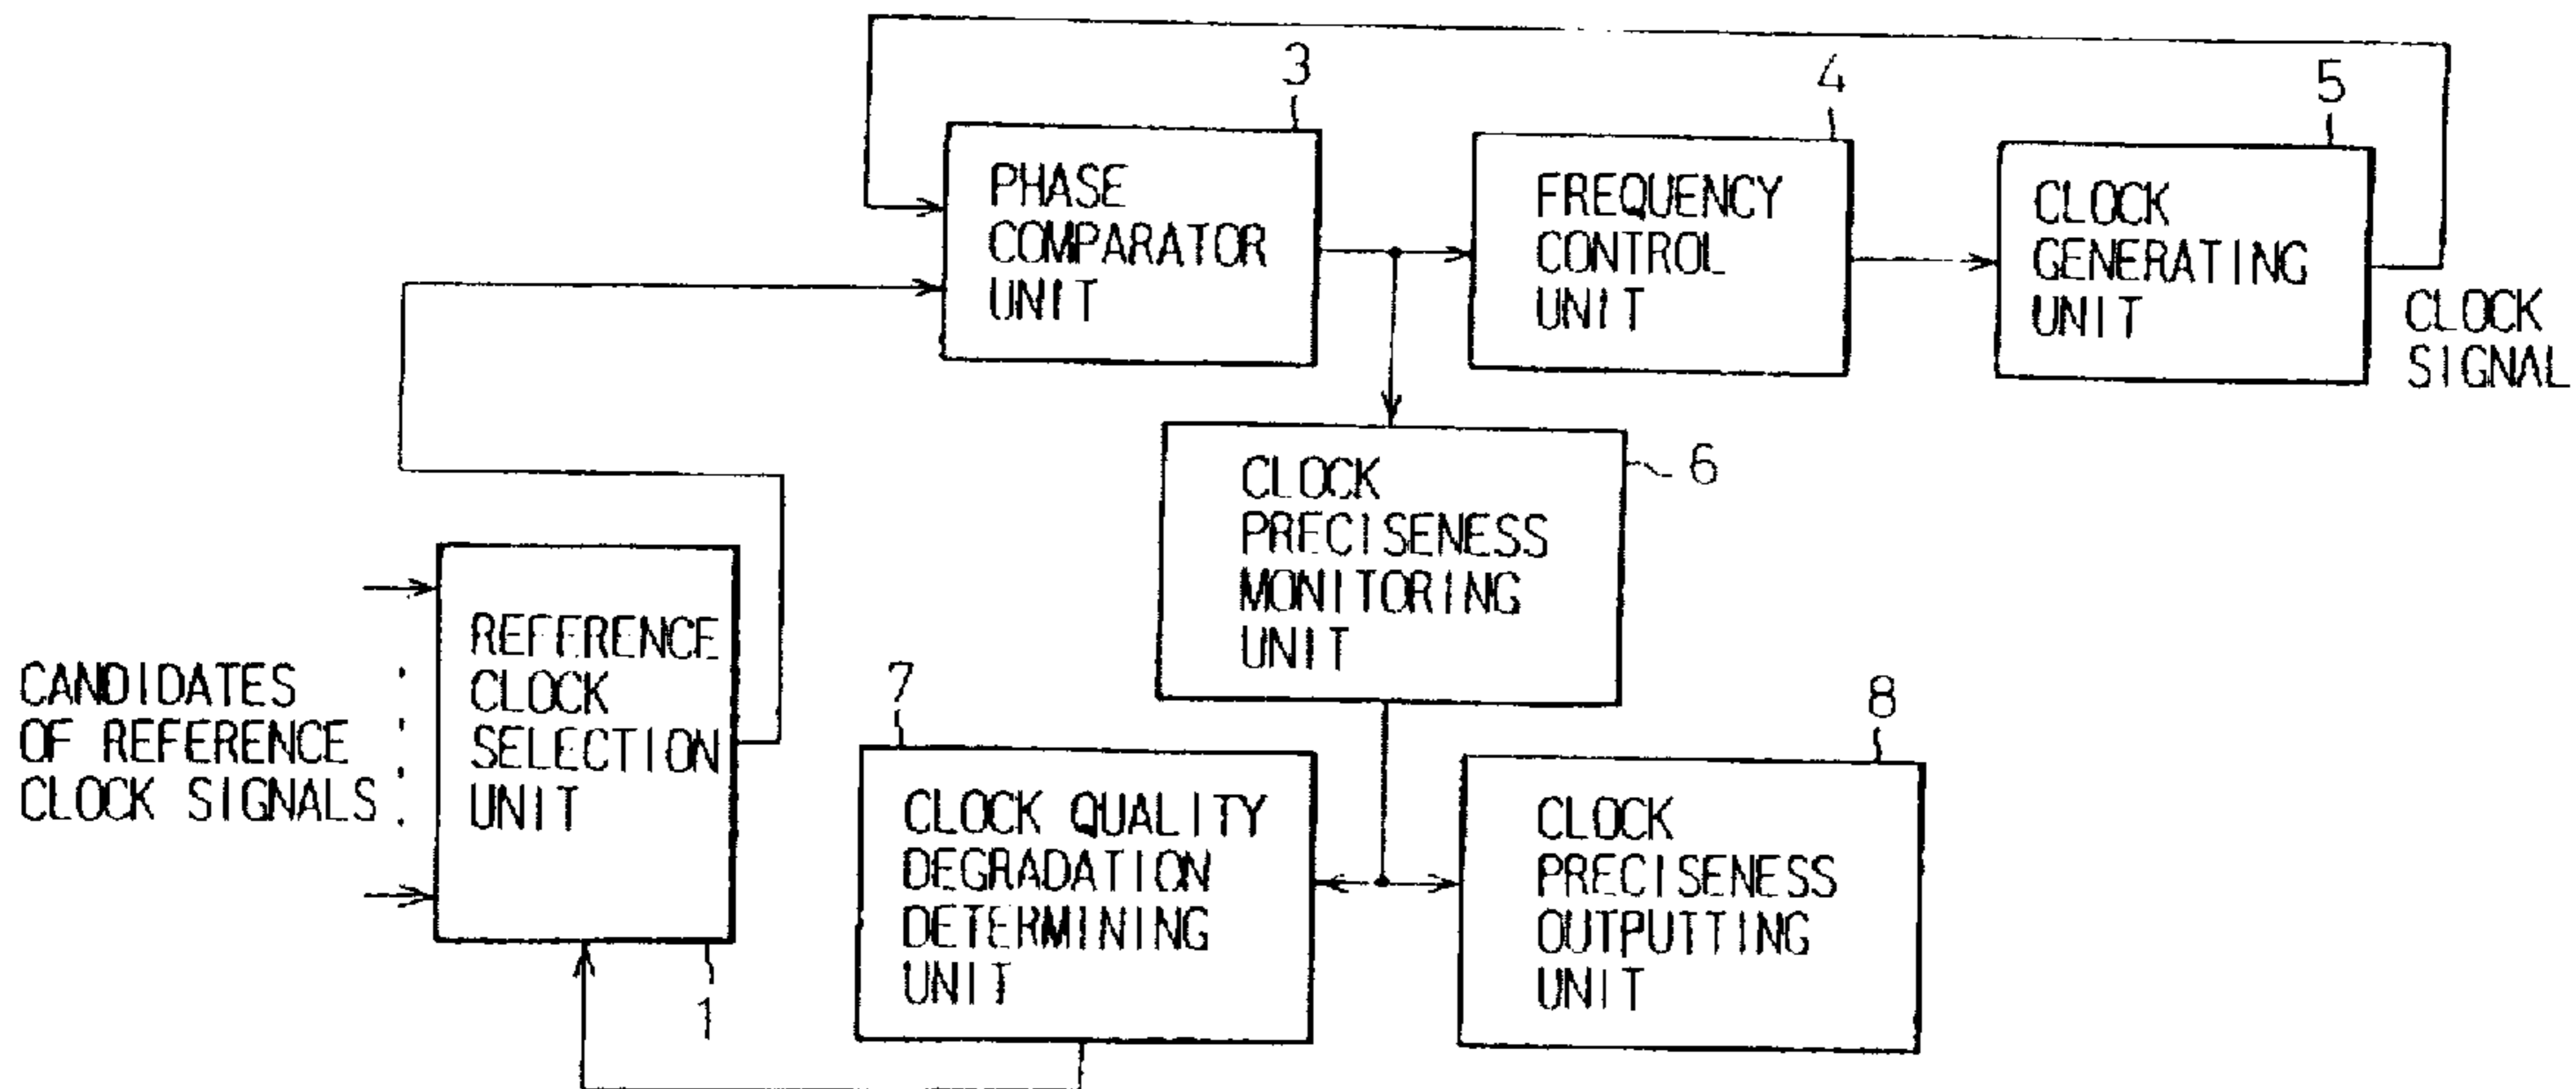 3
4
5
PHASE
COMPARATOR
UNIT
FREQUENCY
CONTROL
UNIT
CLOCK
GENERATING
UNIT
CLOCK
SIGNAL
CLOCK
PRECISENESS
MONITORING
UNIT
6
CANDIDATES
OF REFERENCE
CLOCK SIGNALS
REFERENCE
CLOCK
SELECTION
UNIT
1
7
CLOCK QUALITY
DEGRADATION
DETERMINING
UNIT
8
CLOCK
PRECISENESS
OUTPUTTING
UNIT